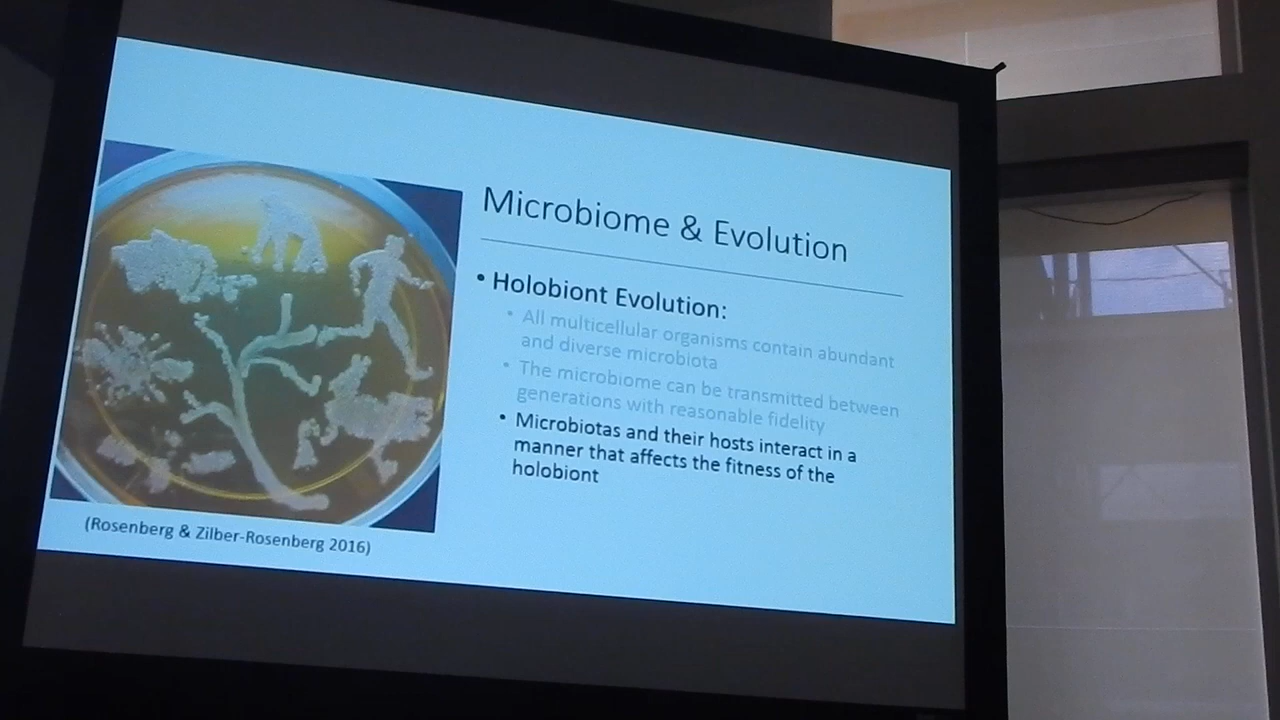 Microbiome & Evolution
• Holobiont Evolution:
• All multicellular organisms contain abundant
and diverse microbiota
• The microbiome can be transmitted between
generations with reasonable fidelity
• Microbiotas and their hosts interact in a
manner that affects the fitness of the
holobiont
(Rosenberg & Zilber-Rosenberg 2016)